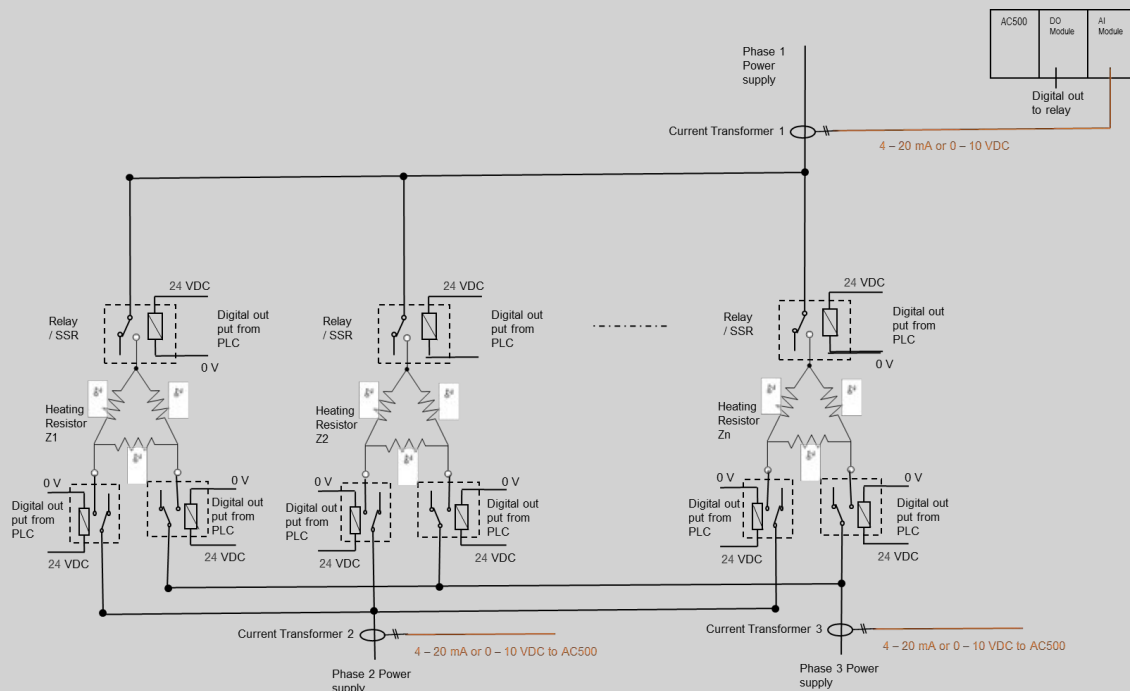 AC500
DO
Module
AI
Module
Digital out
to relay
Phase 1
Power
supply
Current Transformer 1
4 – 20 mA or 0 – 10 VDC
24 VDC
Relay
/ SSR
Digital out
put from
PLC
0 V
24 VDC
Relay
/ SSR
Digital out
put from
PLC
24 VDC
Relay
/ SSR
Digital out
put from
PLC
0 V
Heating
Resistor
Z1
Heating
Resistor
Z2
Heating
Resistor
Zn
0 V
Digital out
put from
PLC
24 VDC
0 V
Digital out
put from
PLC
24 VDC
0 V
Digital out
put from
PLC
24 VDC
0 V
Digital out
put from
PLC
24 VDC
0 V
Digital out
put from
PLC
24 VDC
0 V
Digital out
put from
PLC
24 VDC
Current Transformer 2
4 – 20 mA or 0 – 10 VDC to AC500
Phase 2 Power
supply
Current Transformer 3
4 – 20 mA or 0 – 10 VDC to AC500
Phase 3 Power
supply